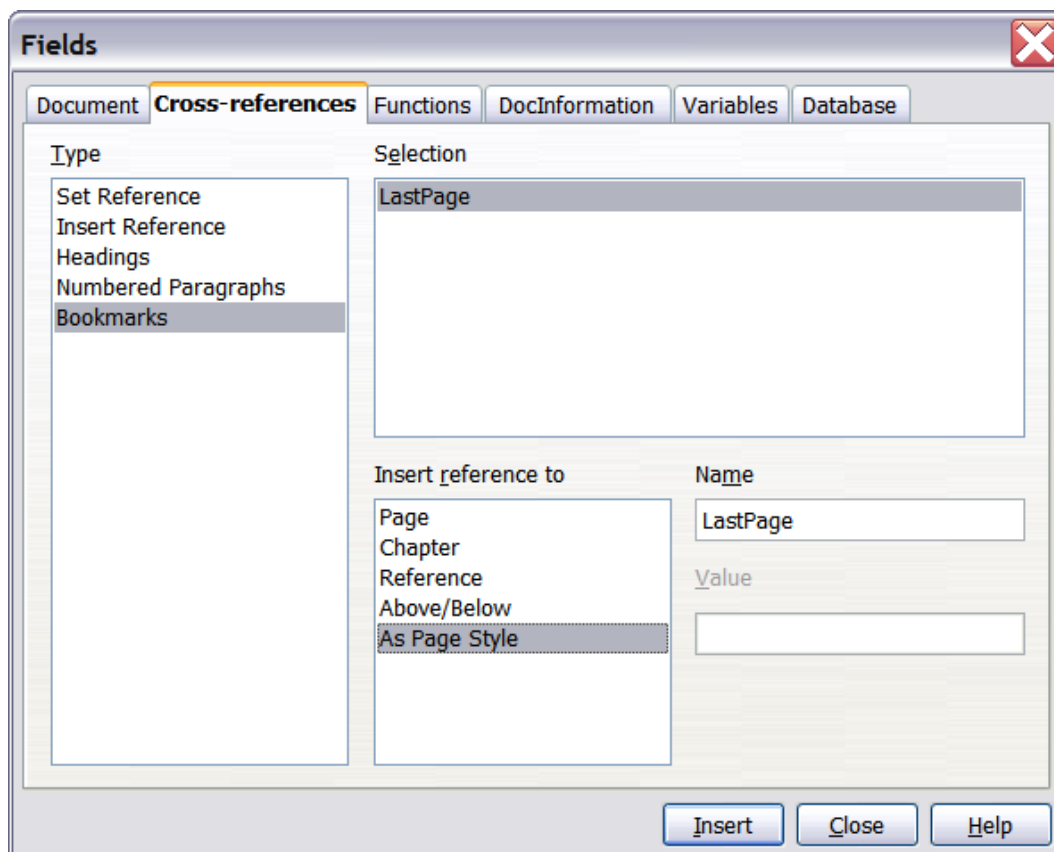 Fields
Document Cross-references Functions DocInformation Variables Database
Type
Set Reference
Insert Reference
Headings
Numbered Paragraphs
Bookmarks
Selection
LastPage
Insert reference to
Page
Chapter
Reference
Above/Below
As Page Style
Name
LastPage
Value
Insert Close Help